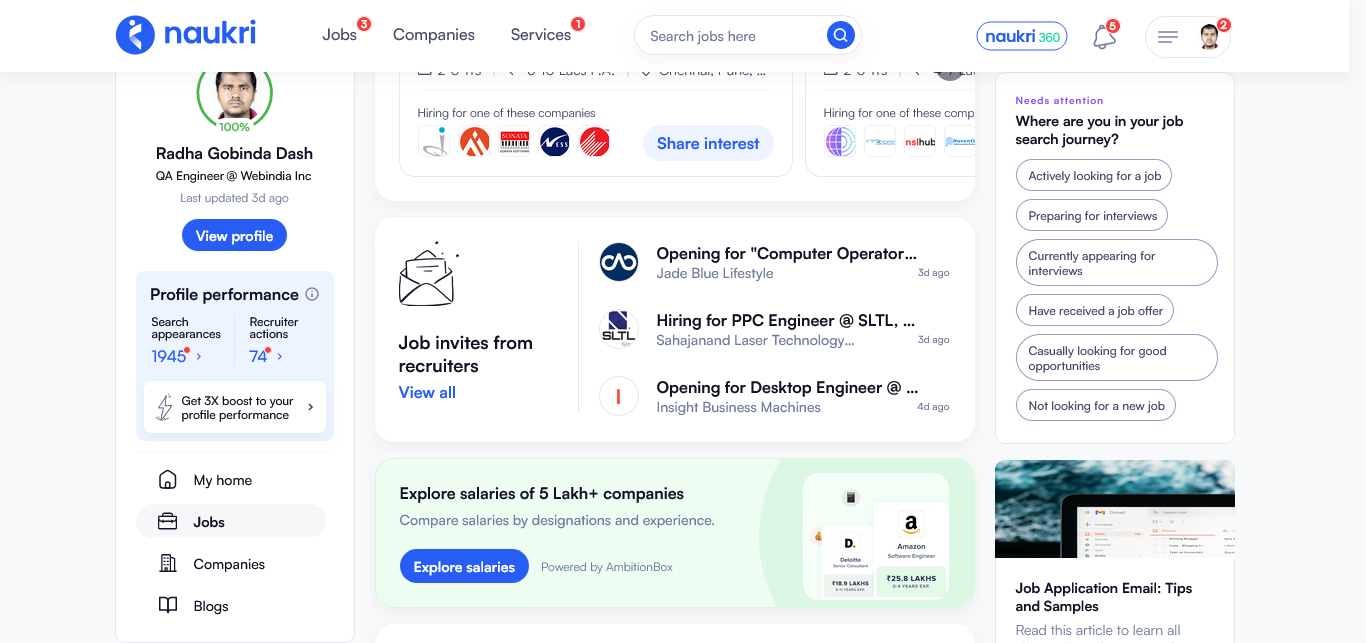 naukri
Jobs
3
Companies
Services
1
Search jobs here
naukri 360
5
2
100%
Radha Gobinda Dash
QA Engineer @ Webindia Inc
Last updated 3d ago
View profile
Profile performance
Search appearances
1945
Recruiter actions
74
Get 3X boost to your
profile performance
My home
Jobs
Companies
Blogs
Hiring for one of these companies
SONATA
SONATA SOFTWARE
NESS
Share interest
Hiring for one of these comp
nslhub
Job invites from
recruiters
View all
Opening for "Computer Operator...
Jade Blue Lifestyle
3d ago
SLTL
Hiring for PPC Engineer @ SLTL, ...
Sahajanand Laser Technology...
3d ago
Opening for Desktop Engineer @ ...
Insight Business Machines
4d ago
Explore salaries of 5 Lakh+ companies
Compare salaries by designations and experience.
Explore salaries
Powered by AmbitionBox
D.
Deloitte
Senior Consultant
₹18.9 LAKHS
a
Amazon
Software Engineer
₹25.8 LAKHS
0-4 YEARS EXP.
Needs attention
Where are you in your job
search journey?
Actively looking for a job
Preparing for interviews
Currently appearing for
interviews
Have received a job offer
Casually looking for good
opportunities
Not looking for a new job
Gmail
Job Application Email: Tips
and Samples
Read this article to learn all